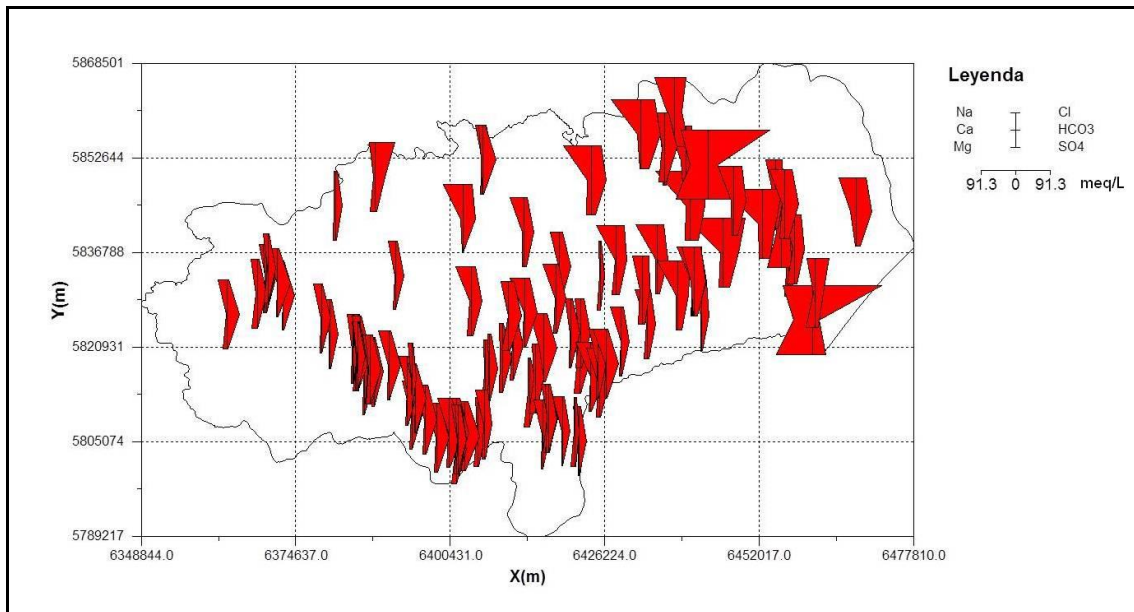 5868501
5852644
5836788
5820931
5805074
5789217
Y(m)
6348844.0 6374637.0 6400431.0 6426224.0 6452017.0 6477810.0
X(m)
Leyenda
Na Cl
Ca HCO3
Mg SO4
91.3 0 91.3 meq/L